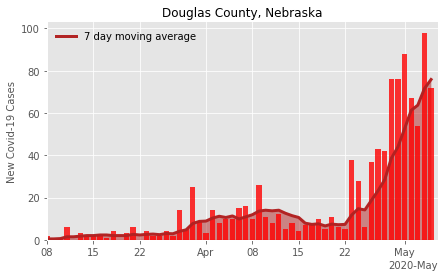 Douglas County, Nebraska
7 day moving average
New Covid-19 Cases
100
80
60
40
20
0
08
15
22
Apr
08
15
22
May
2020-May